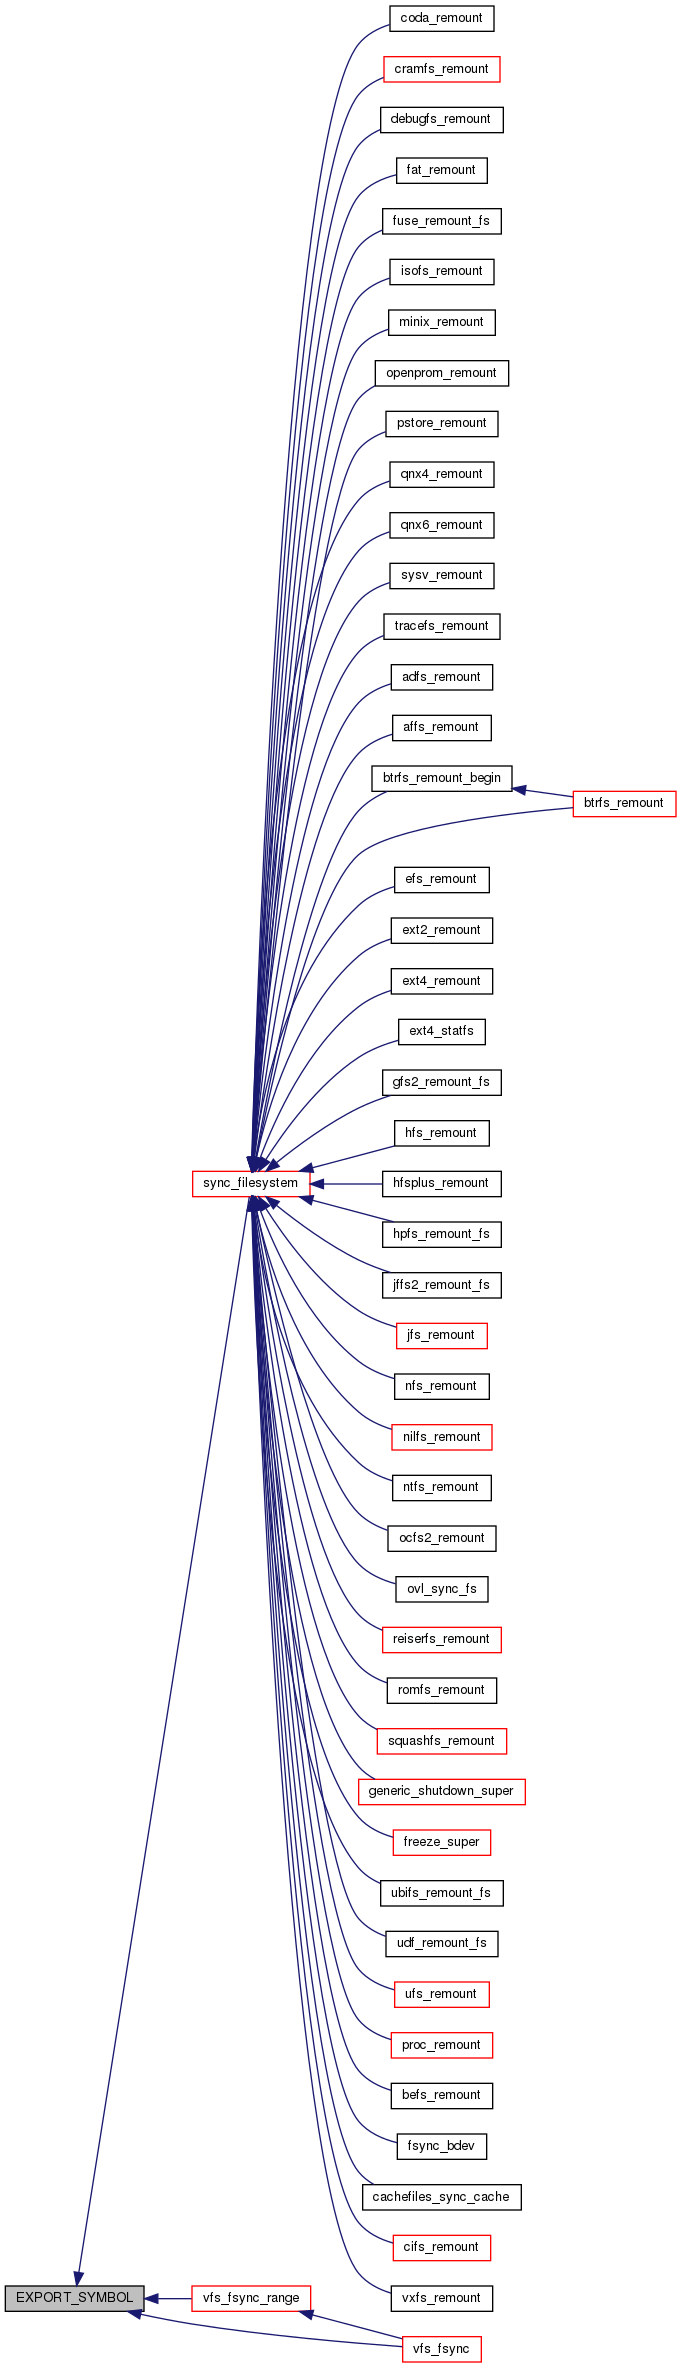 coda_remount
cramfs_remount
debugfs_remount
fat_remount
fuse_remount_fs
isofs_remount
minix_remount
openprom_remount
pstore_remount
qnx4_remount
qnx6_remount
sysv_remount
tracefs_remount
adfs_remount
affs_remount
btrfs_remount_begin
btrfs_remount
efs_remount
ext2_remount
ext4_remount
ext4_statfs
gfs2_remount_fs
hfs_remount
sync_filesystem
hfsplus_remount
hpfs_remount_fs
jffs2_remount_fs
jfs_remount
nfs_remount
nilfs_remount
ntfs_remount
ocfs2_remount
ovl_sync_fs
reiserfs_remount
romfs_remount
squashfs_remount
generic_shutdown_super
freeze_super
ubifs_remount_fs
udf_remount_fs
ufs_remount
proc_remount
befs_remount
fsync_bdev
cachefiles_sync_cache
cifs_remount
EXPORT_SYMBOL
vfs_fsync_range
vxfs_remount
vfs_fsync